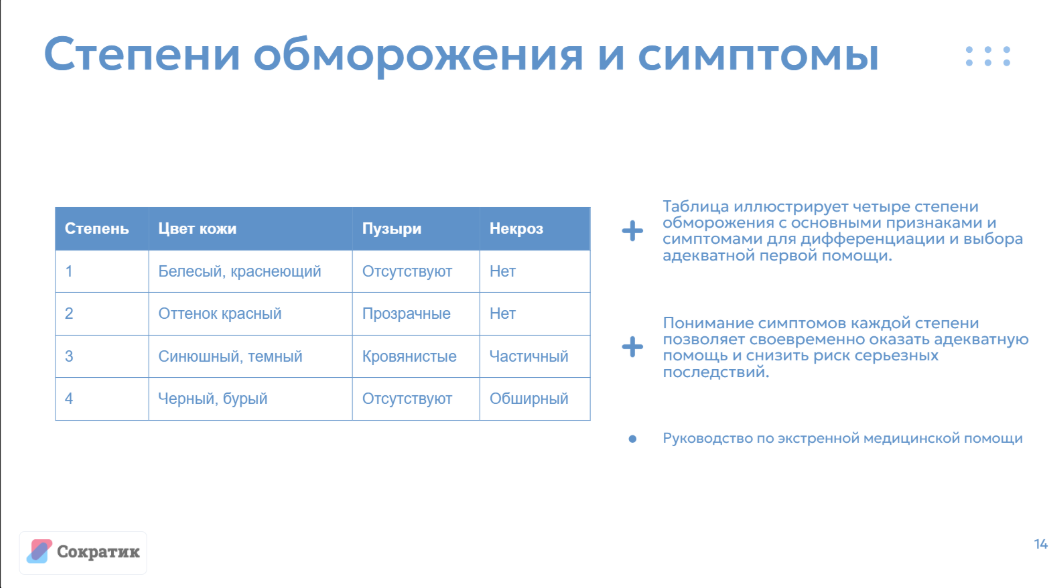 Степени обморожения и симптомы
Степень Цвет кожи Пузыри Некроз
1 Белесый, краснеющий Отсутствуют Нет
2 Оттенок красный Прозрачные Нет
3 Синюшный, темный Кровянистые Частичный
4 Черный, бурый Отсутствуют Обширный
Таблица иллюстрирует четыре степени
обморожения с основными признаками и
симптомами для дифференциации и выбора
адекватной первой помощи.
Понимание симптомов каждой степени
позволяет своевременно оказать адекватную
помощь и снизить риск серьезных
последствий.
Руководство по экстренной медицинской помощи
Сократик
14